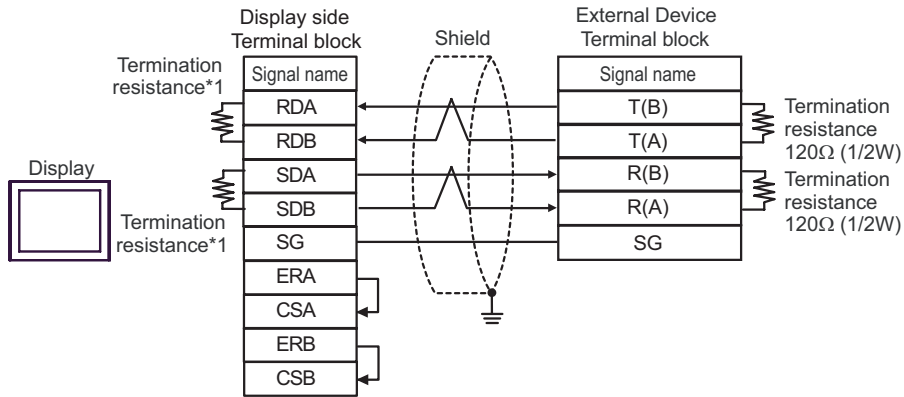 Display side
Terminal block
Shield
External Device
Terminal block
Termination
resistance*1
Signal name
Signal name
RDA
T(B)
Termination
resistance
120Ω (1/2W)
RDB
T(A)
Display
SDA
R(B)
Termination
resistance
120Ω (1/2W)
SDB
R(A)
Termination
resistance*1
SG
SG
ERA
CSA
ERB
CSB